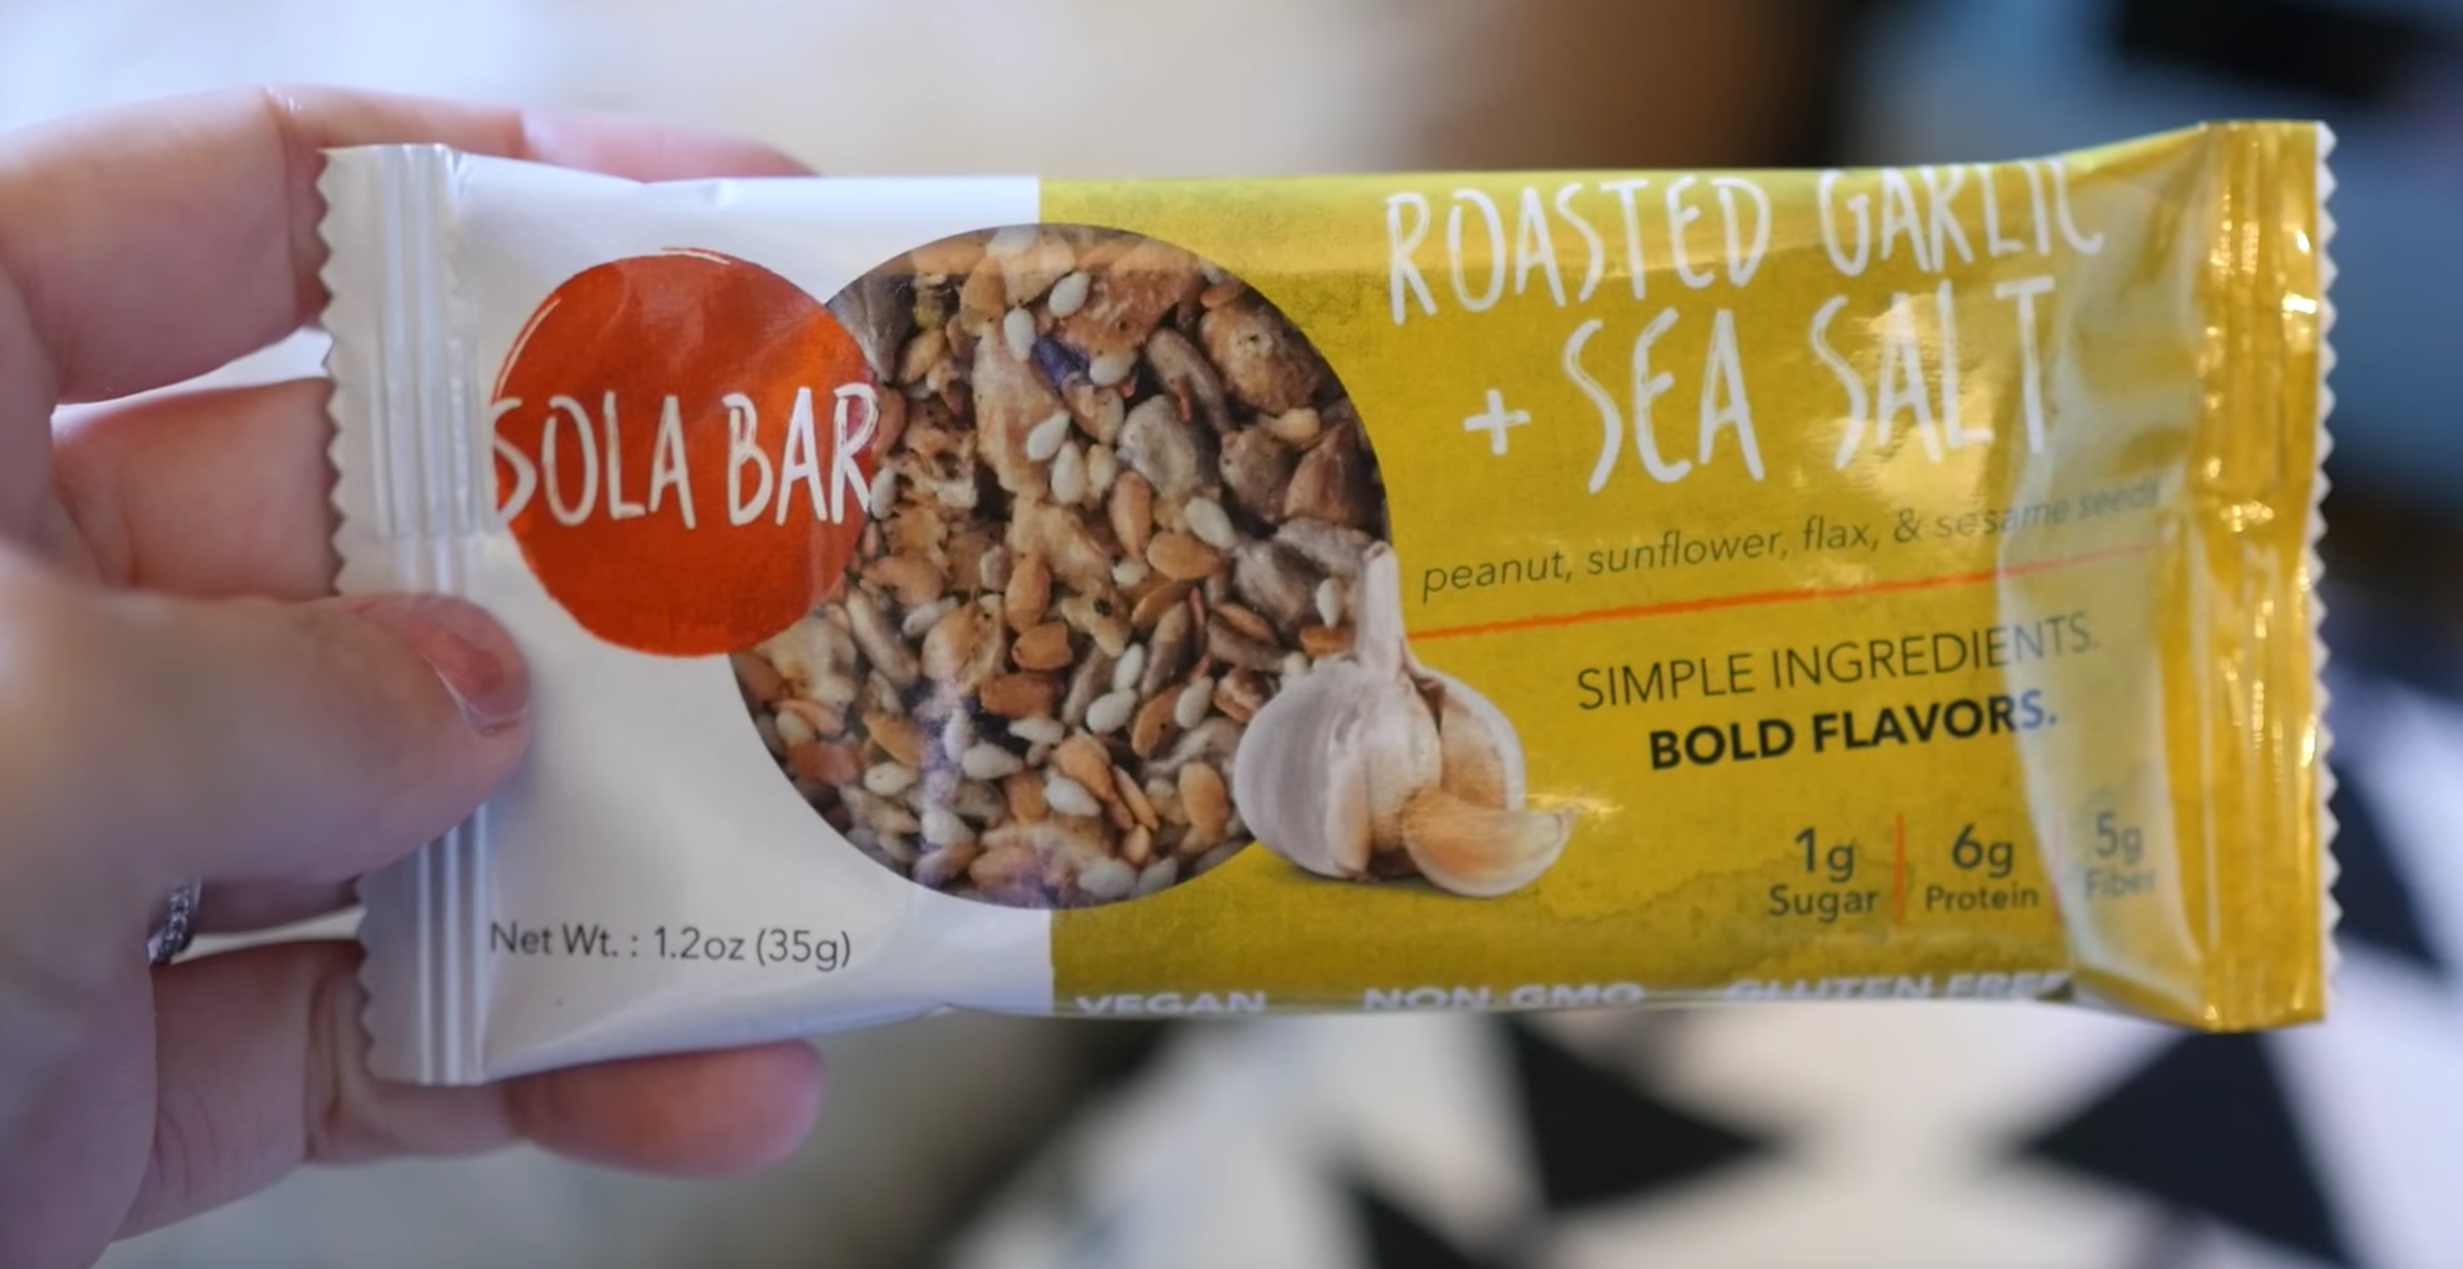 SOLA BAR
Net Wt. : 1.2oz (35g)
ROASTED GARLIC
+ SEA SALT
peanut, sunflower, flax, & sesame seeds
SIMPLE INGREDIENTS.
BOLD FLAVORS.
1g
Sugar
6g
Protein
5g
Fiber
VEGAN NON GMO GLUTEN FREE